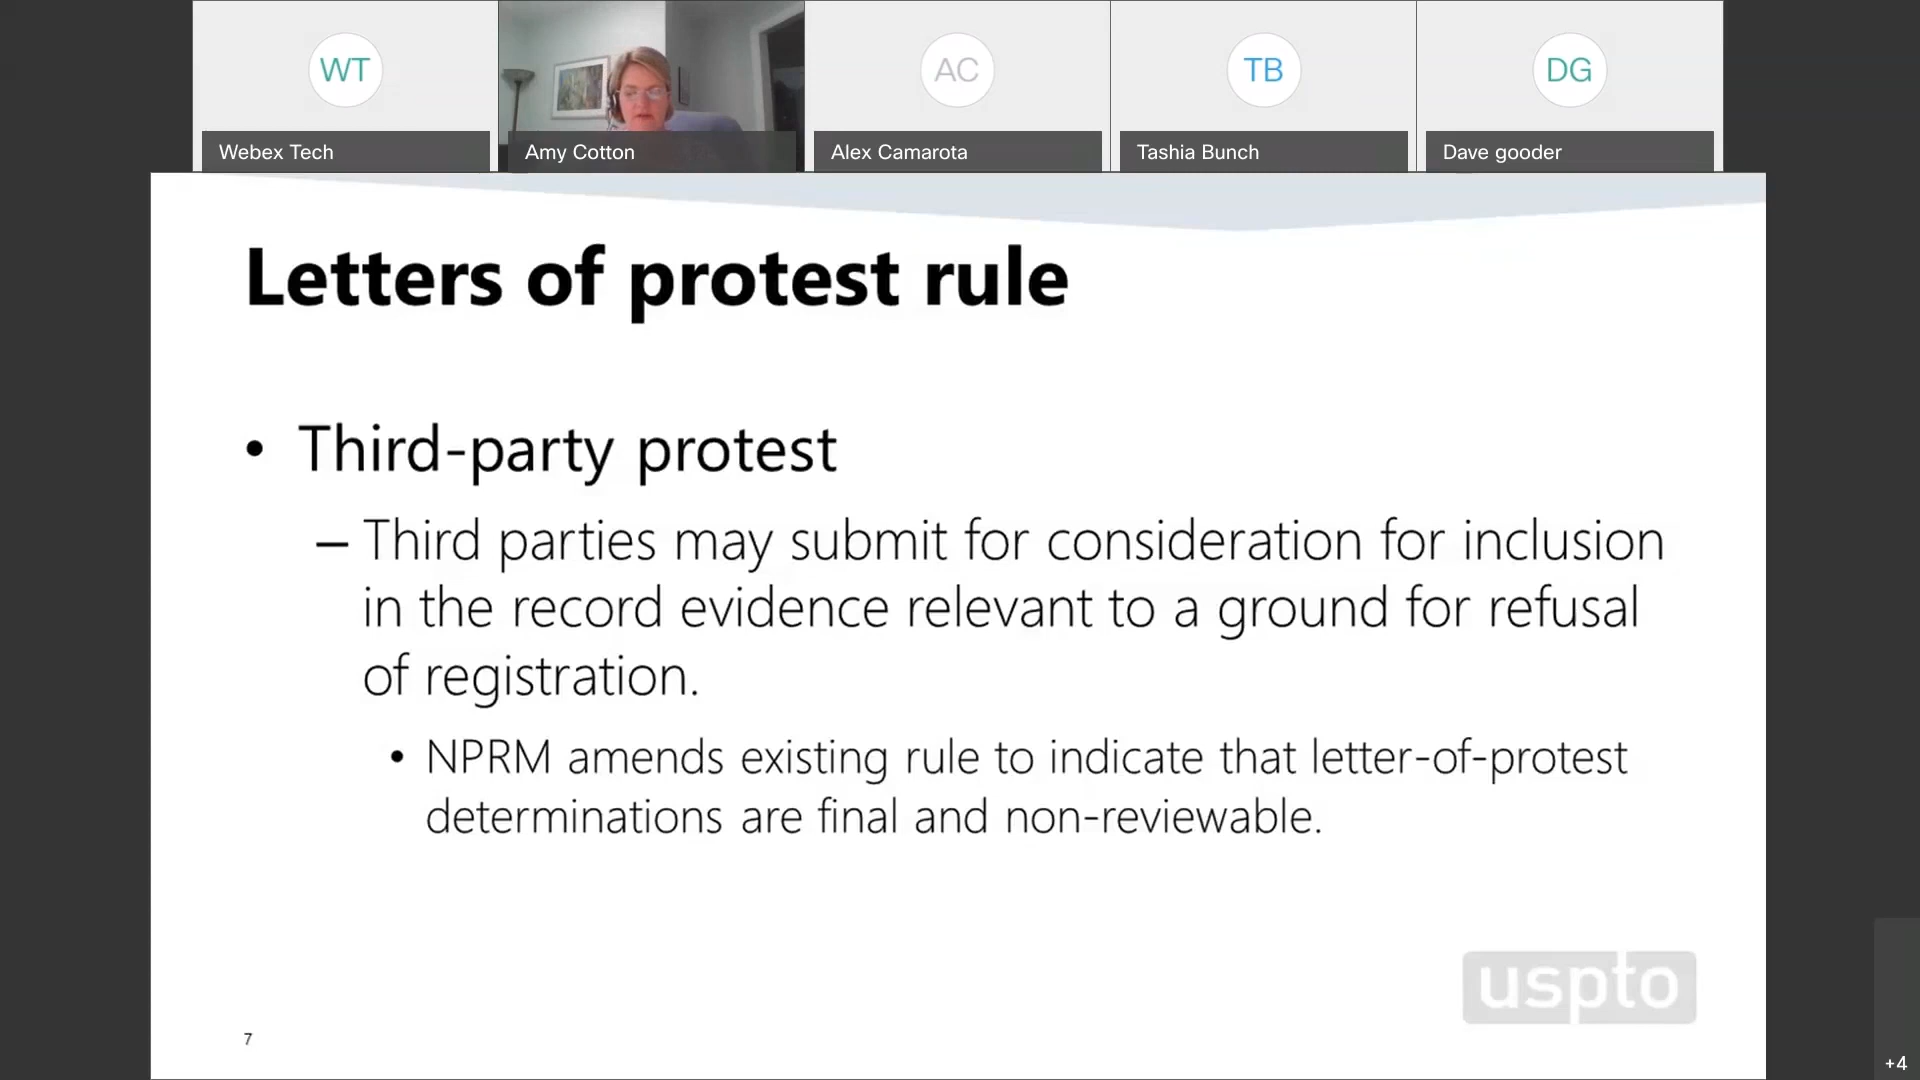 WT
AC
TB
DG
Webex Tech
Amy Cotton
Alex Camarota
Tashia Bunch
Dave gooder
Letters of protest rule
• Third-party protest
– Third parties may submit for consideration for inclusion
in the record evidence relevant to a ground for refusal
of registration.
• NPRM amends existing rule to indicate that letter-of-protest
determinations are final and non-reviewable.
uspto
7
+4